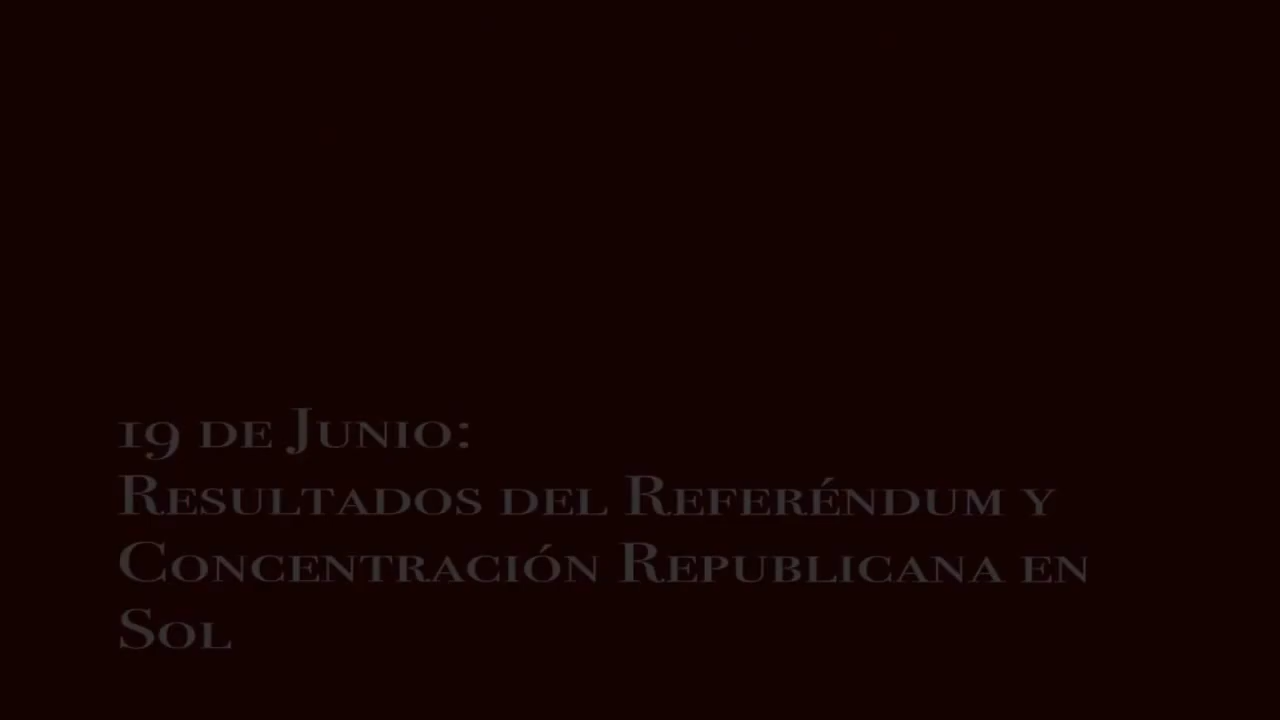 19 de Junio:
Resultados del Referéndum y
Concentración Republicana en
Sol